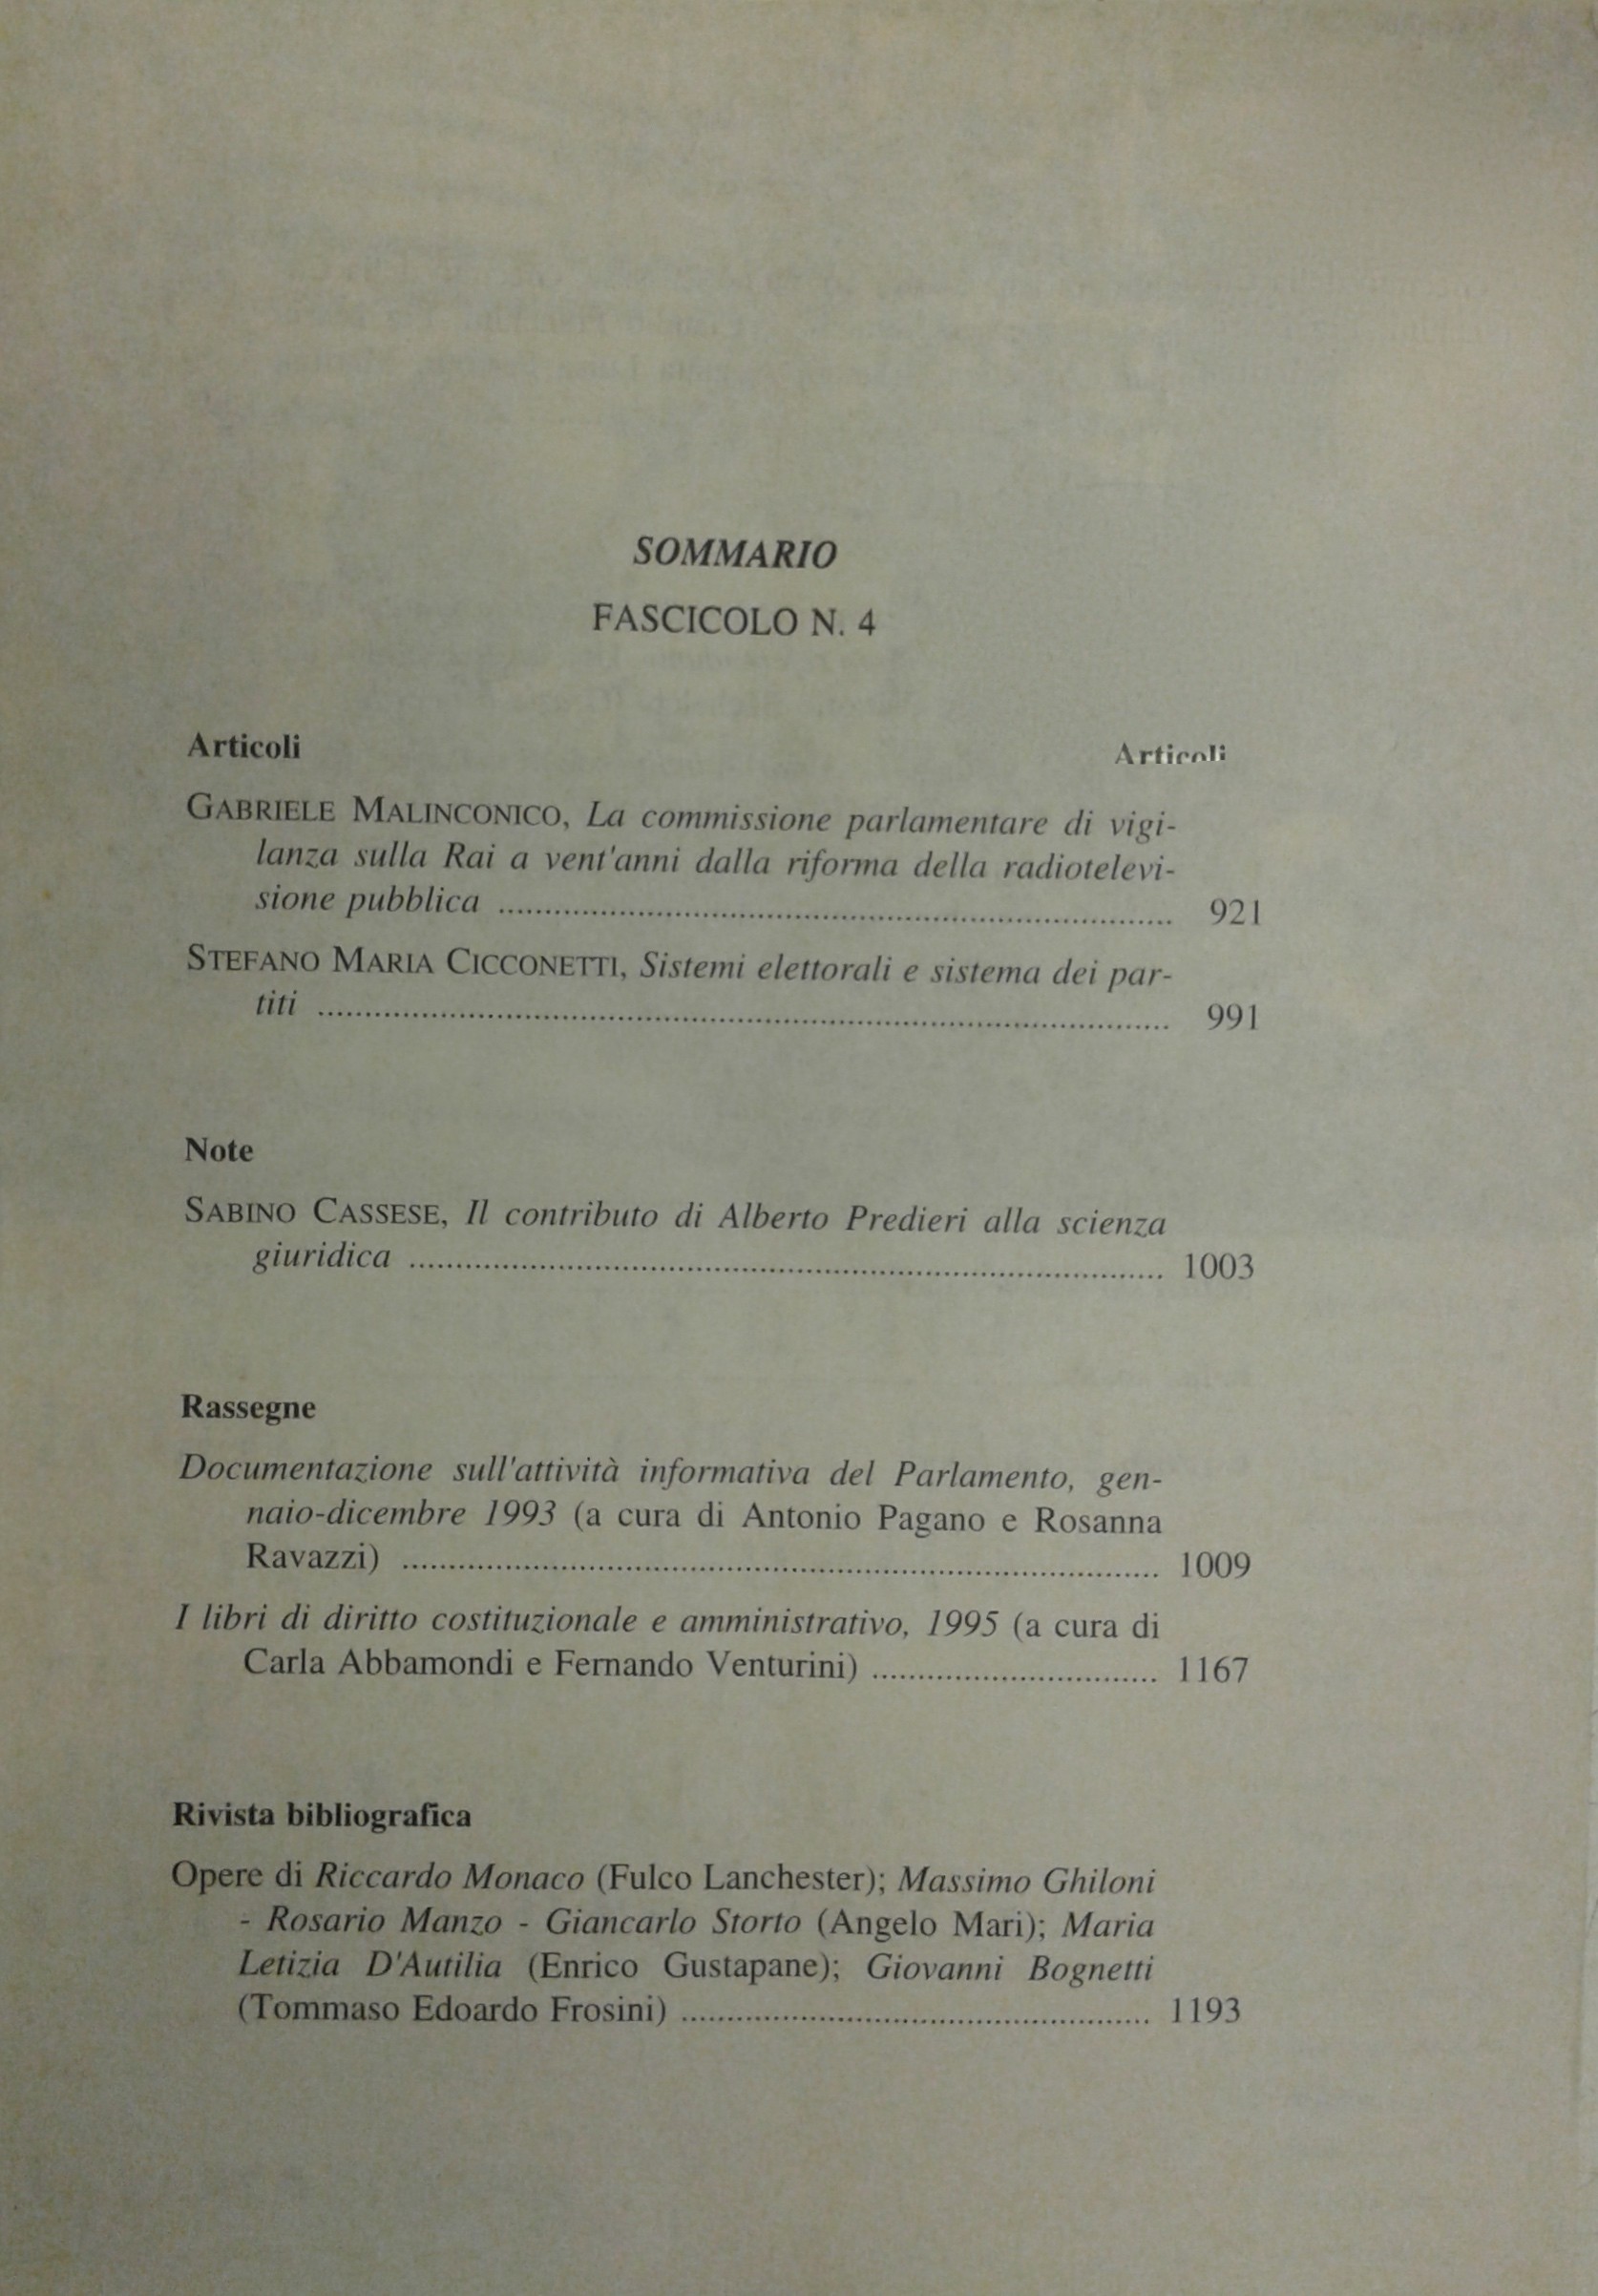 SOMMARIO
FASCICOLO N. 4
Articoli Articoli
GABRIELE MALINCONICO, La commissione parlamentare di vigi-
lanza sulla Rai a vent'anni dalla riforma della radiotelevi-
sione pubblica ........................................................................ 921
STEFANO MARIA CICCONETTI, Sistemi elettorali e sistema dei par-
titi ........................................................................................... 991
Note
SABINO CASSESE, Il contributo di Alberto Predieri alla scienza
giuridica ................................................................................ 1003
Rassegne
Documentazione sull'attività informativa del Parlamento, gen-
naio-dicembre 1993 (a cura di Antonio Pagano e Rosanna
Ravazzi) ................................................................................. 1009
I libri di diritto costituzionale e amministrativo, 1995 (a cura di
Carla Abbamondi e Fernando Venturini) .............................. 1167
Rivista bibliografica
Opere di Riccardo Monaco (Fulco Lanchester); Massimo Ghiloni
- Rosario Manzo - Giancarlo Storto (Angelo Mari); Maria
Letizia D'Autilia (Enrico Gustapane); Giovanni Bognetti
(Tommaso Edoardo Frosini) .................................................. 1193